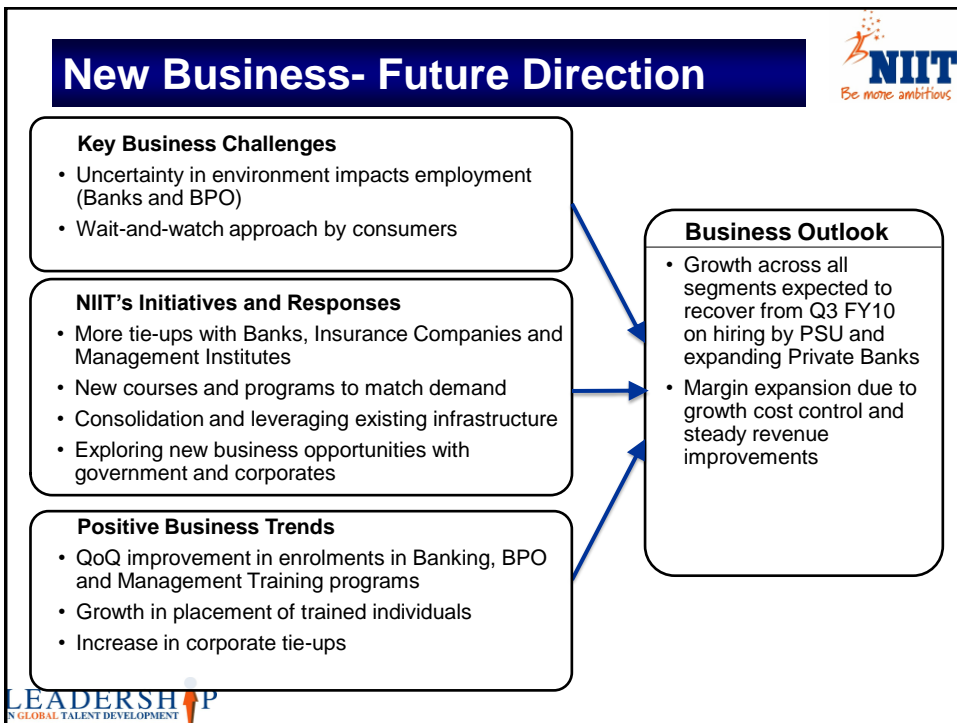 New Business- Future Direction
NIIT
Be more ambitious
Key Business Challenges
• Uncertainty in environment impacts employment
(Banks and BPO)
• Wait-and-watch approach by consumers
NIIT's Initiatives and Responses
• More tie-ups with Banks, Insurance Companies and
Management Institutes
• New courses and programs to match demand
• Consolidation and leveraging existing infrastructure
• Exploring new business opportunities with
government and corporates
Positive Business Trends
• QoQ improvement in enrolments in Banking, BPO
and Management Training programs
• Growth in placement of trained individuals
• Increase in corporate tie-ups
Business Outlook
• Growth across all
segments expected to
recover from Q3 FY10
on hiring by PSU and
expanding Private Banks
• Margin expansion due to
growth cost control and
steady revenue
improvements
LEADERSHIP
N GLOBAL TALENT DEVELOPMENT